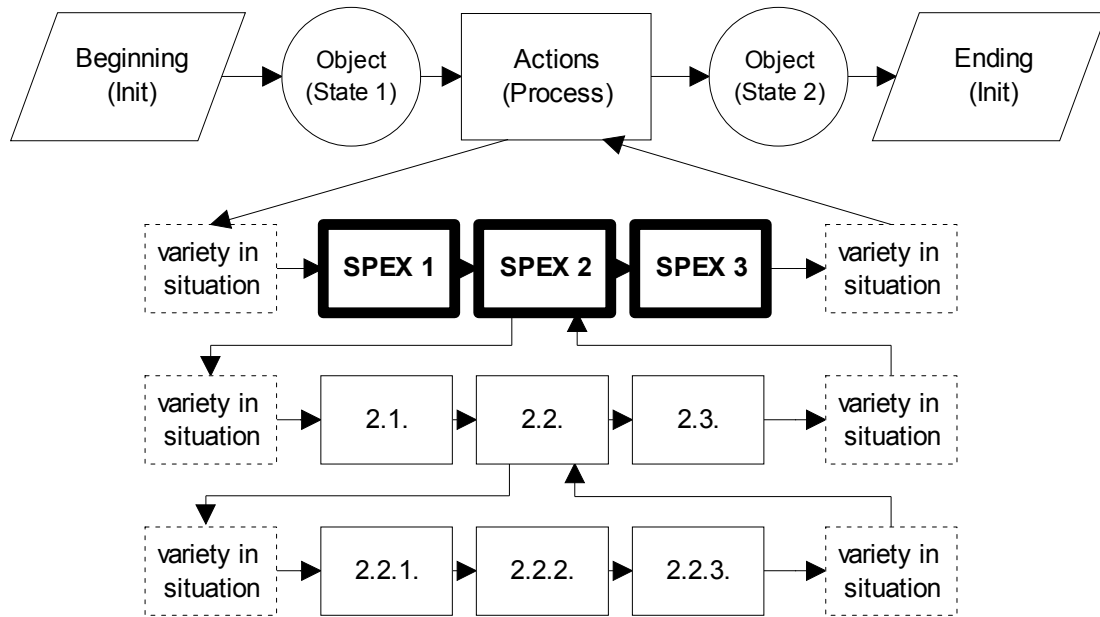 Beginning
(Init)
Object
(State 1)
Actions
(Process)
Object
(State 2)
Ending
(Init)
variety in
situation
SPEX 1
SPEX 2
SPEX 3
variety in
situation
variety in
situation
2.1.
2.2.
2.3.
variety in
situation
variety in
situation
2.2.1.
2.2.2.
2.2.3.
variety in
situation